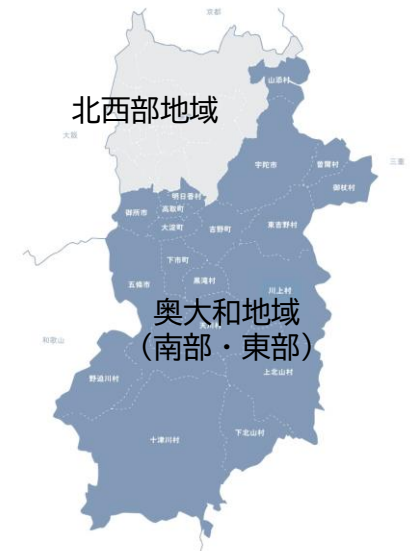 京都
山添村
北西部地域
大阪
三重
宇陀市
曽爾村
御杖村
明日香村
御所市
高取町
大淀町
吉野町
東吉野村
下市町
黒滝村
五條市
川上村
奥大和地域
天川村
(南部・東部)
和歌山
野迫川村
上北山村
十津川村
下北山村